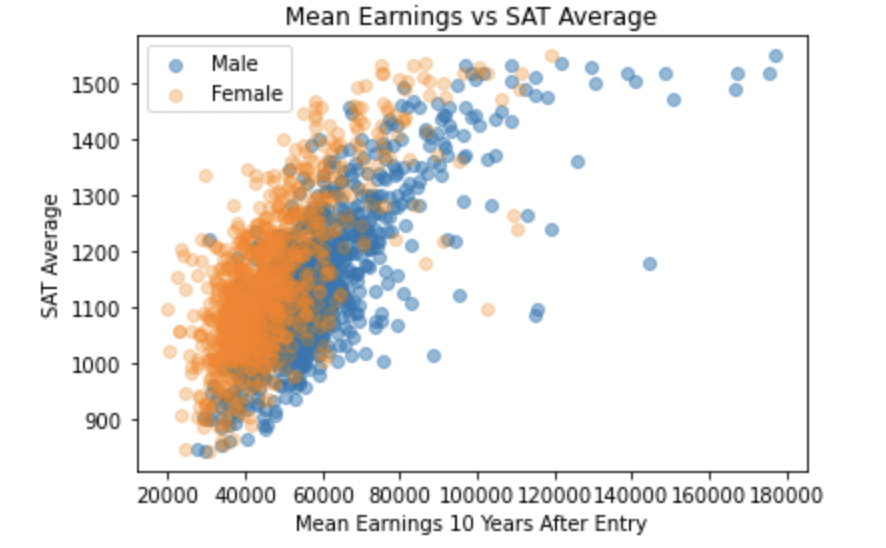 Mean Earnings vs SAT Average
Male
Female
1500
1400
1300
1200
1100
1000
900
SAT Average
20000 40000 60000 80000 100000 120000 140000 160000 180000
Mean Earnings 10 Years After Entry